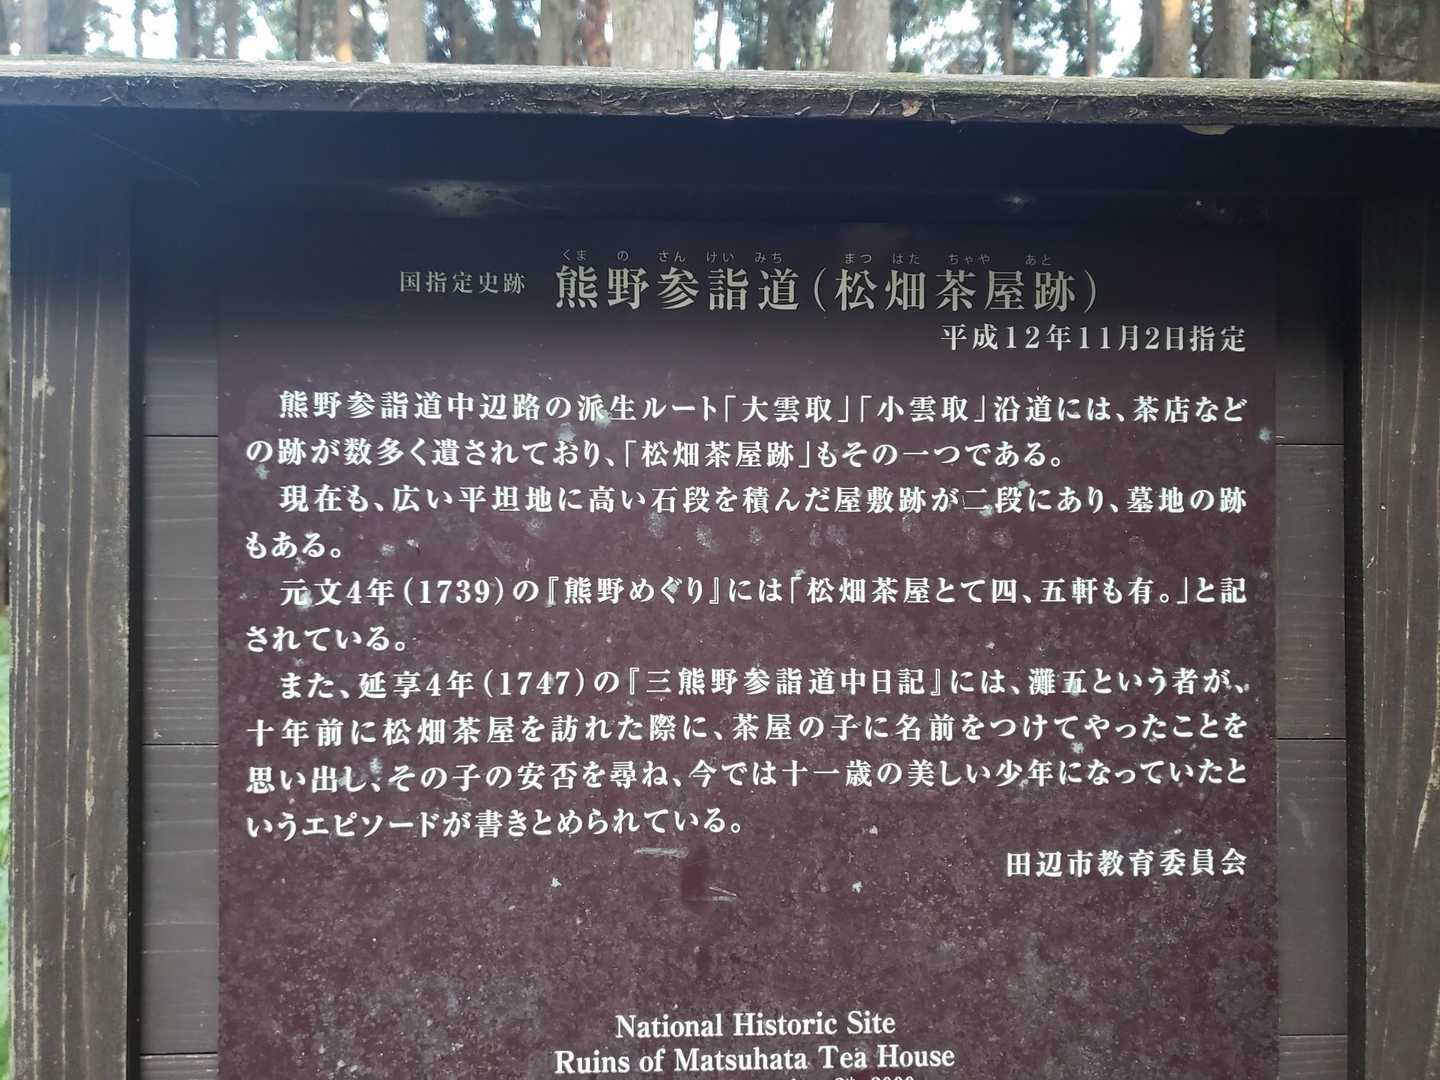 くまのさんけいみち まつはたちゃやあと
国指定史跡 熊野参詣道(松畑茶屋跡)
平成12年11月2日指定
熊野参詣道中辺路の派生ルート「大雲取」「小雲取」沿道には、茶店など
の跡が数多く遺されており、「松畑茶屋跡」もその一つである。
現在も、広い平坦地に高い石段を積んだ屋敷跡が二段にあり、墓地の跡
もある。
元文4年(1739)の『熊野めぐり』には「松畑茶屋とて四、五軒も有。」と記
されている。
また、延享4年(1747)の『三熊野参詣道中日記』には、灘五という者が、
十年前に松畑茶屋を訪れた際に、茶屋の子に名前をつけてやったことを
思い出し、その子の安否を尋ね、今では十一歳の美しい少年になっていたと
いうエピソードが書きとめられている。
田辺市教育委員会
National Historic Site
Ruins of Matsuhata Tea House